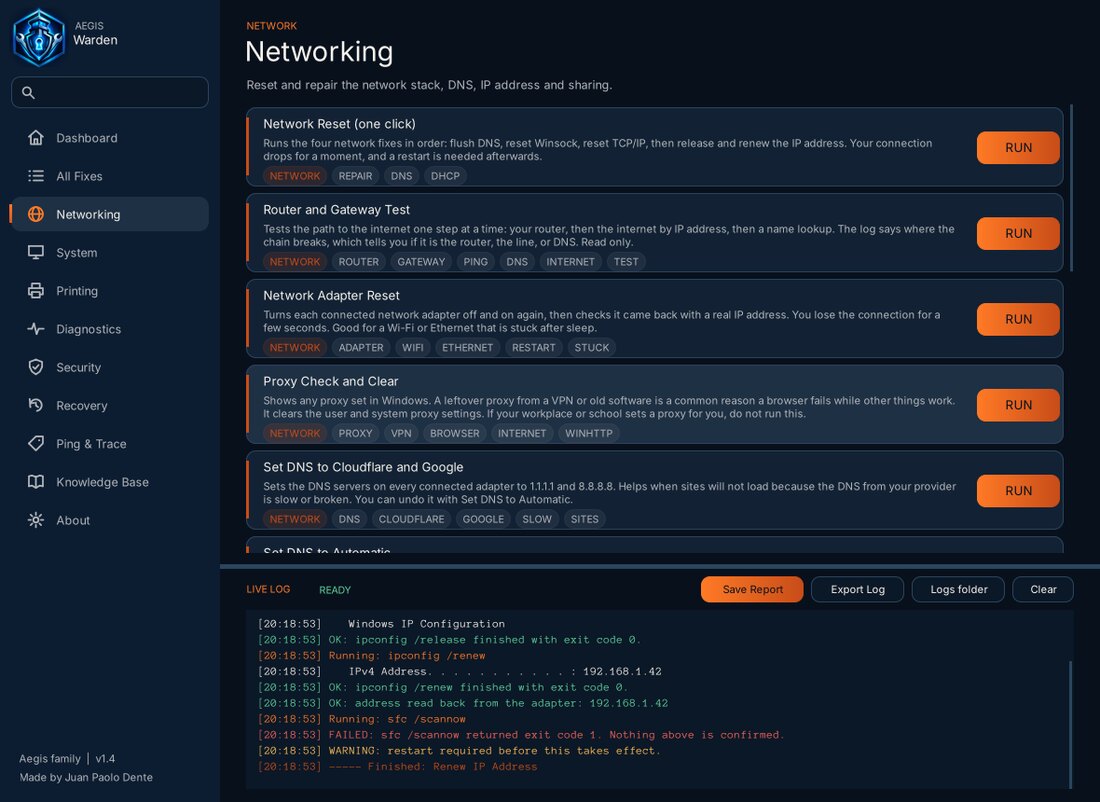 AEGIS
Warden
Dashboard
All Fixes
Networking
System
Printing
Diagnostics
Security
Recovery
Ping & Trace
Knowledge Base
About
Aegis family | v1.4
Made by Juan Paolo Dente
NETWORK
Networking
Reset and repair the network stack, DNS, IP address and sharing.
Network Reset (one click)
Runs the four network fixes in order: flush DNS, reset Winsock, reset TCP/IP, then release and renew the IP address. Your connection
drops for a moment, and a restart is needed afterwards.
NETWORK REPAIR DNS DHCP
RUN
Router and Gateway Test
Tests the path to the internet one step at a time: your router, then the internet by IP address, then a name lookup. The log says where the
chain breaks, which tells you if it is the router, the line, or DNS. Read only.
NETWORK ROUTER GATEWAY PING DNS INTERNET TEST
RUN
Network Adapter Reset
Turns each connected network adapter off and on again, then checks it came back with a real IP address. You lose the connection for a
few seconds. Good for a Wi-Fi or Ethernet that is stuck after sleep.
NETWORK ADAPTER WIFI ETHERNET RESTART STUCK
RUN
Proxy Check and Clear
Shows any proxy set in Windows. A leftover proxy from a VPN or old software is a common reason a browser fails while other things work.
It clears the user and system proxy settings. If your workplace or school sets a proxy for you, do not run this.
NETWORK PROXY VPN BROWSER INTERNET WINHTTP
RUN
Set DNS to Cloudflare and Google
Sets the DNS servers on every connected adapter to 1.1.1.1 and 8.8.8.8. Helps when sites will not load because the DNS from your provider
is slow or broken. You can undo it with Set DNS to Automatic.
NETWORK DNS CLOUDFLARE GOOGLE SLOW SITES
RUN
Set DNS to Automatic
LIVE LOG READY
Save Report Export Log Logs folder Clear
[20:18:53] Windows IP Configuration
[20:18:53] OK: ipconfig /release finished with exit code 0.
[20:18:53] Running: ipconfig /renew
[20:18:53] IPv4 Address. . . . . . . . . . . : 192.168.1.42
[20:18:53] OK: ipconfig /renew finished with exit code 0.
[20:18:53] OK: address read back from the adapter: 192.168.1.42
[20:18:53] Running: sfc /scannow
[20:18:53] FAILED: sfc /scannow returned exit code 1. Nothing above is confirmed.
[20:18:53] WARNING: restart required before this takes effect.
[20:18:53] ----- Finished: Renew IP Address